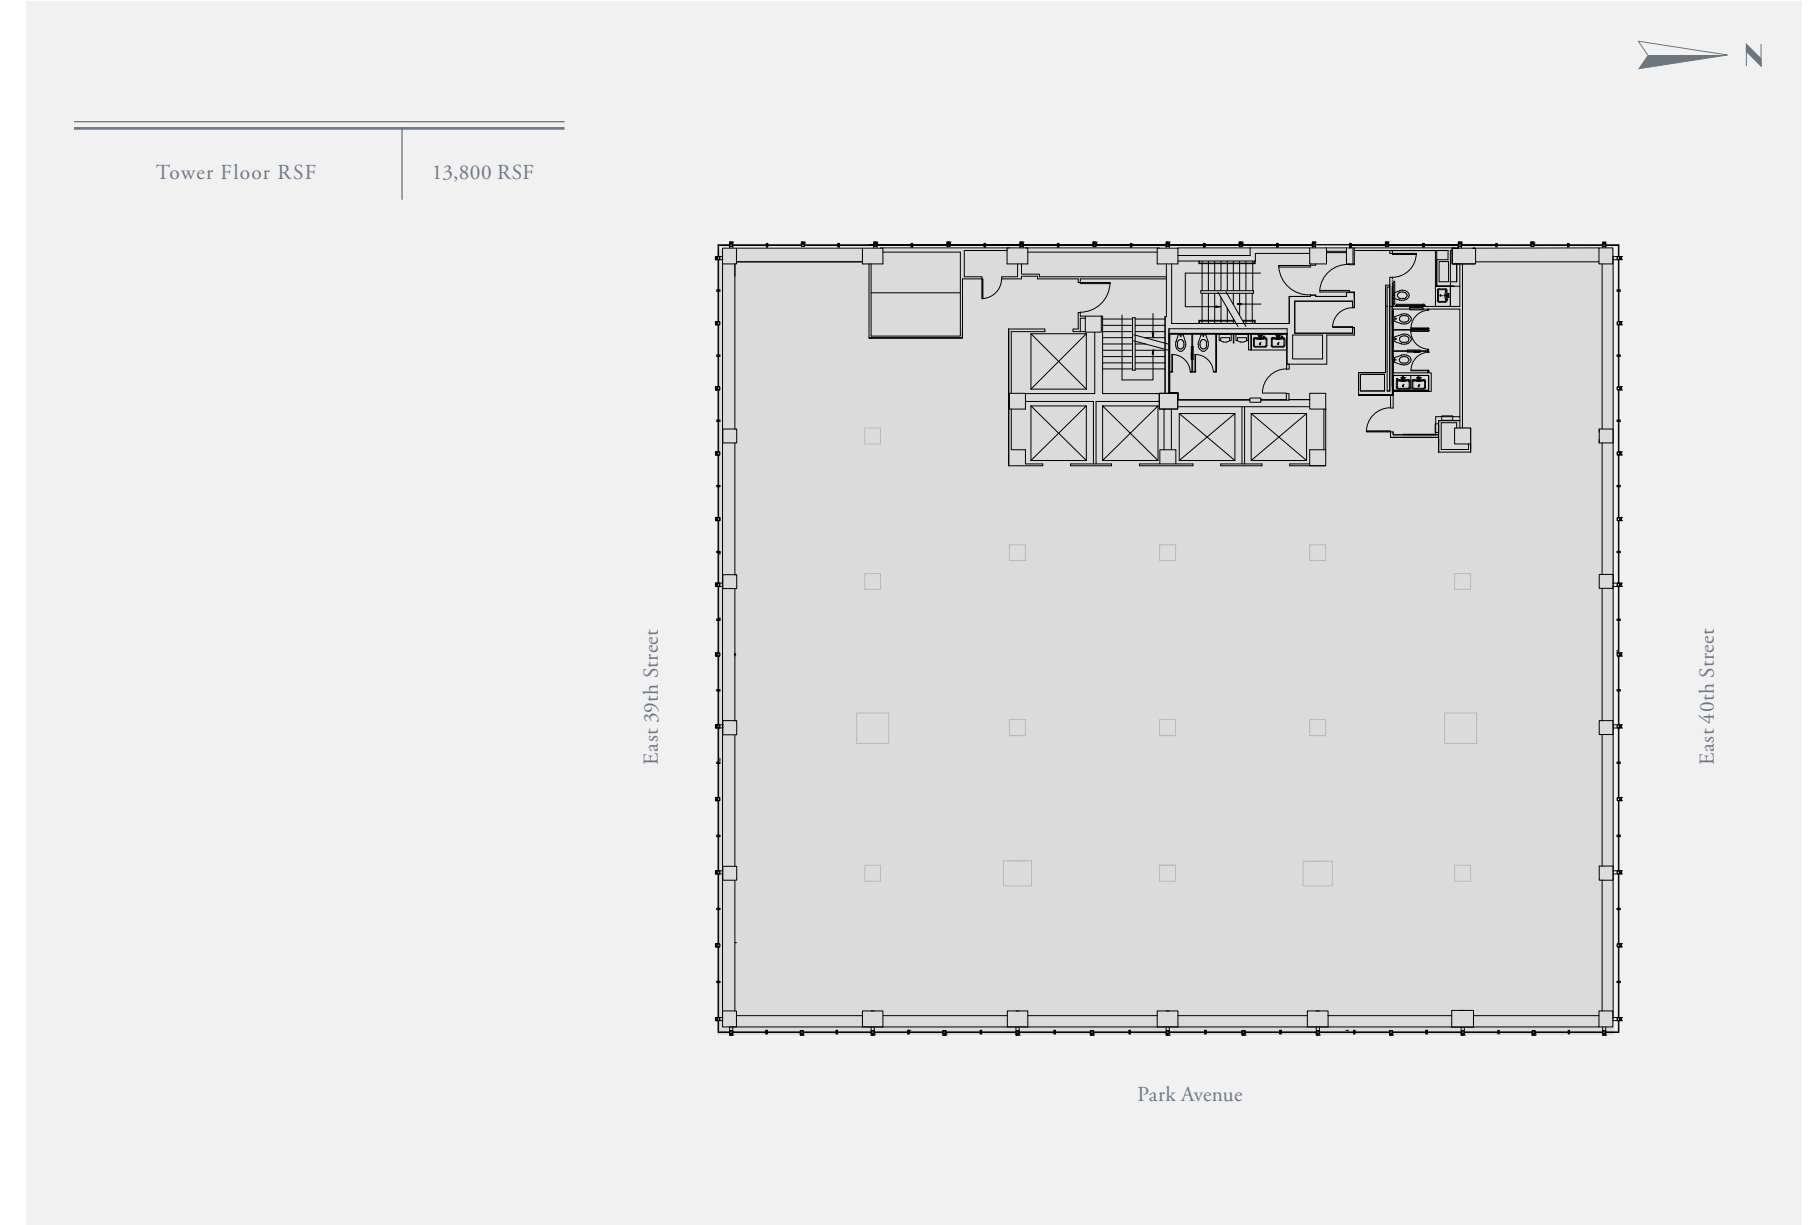 N
Tower Floor RSF 13,800 RSF
East 39th Street
East 40th Street
Park Avenue